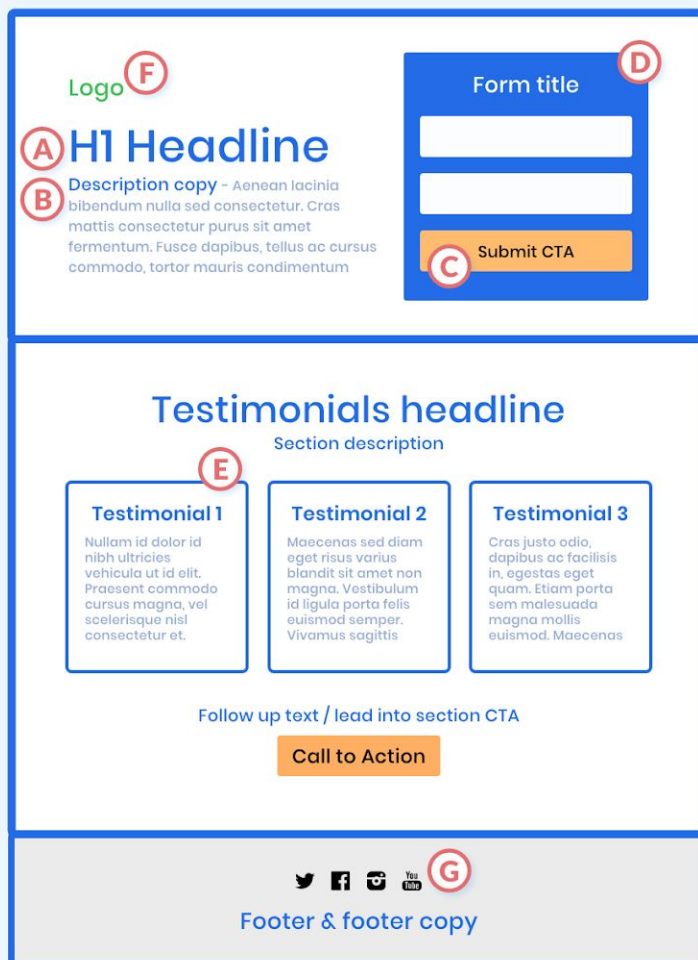 Logo
F
A
H1 Headline
B
Description copy - Aenean lacinia
bibendum nulla sed consectetur. Cras
mattis consectetur purus sit amet
fermentum. Fusce dapibus, tellus ac cursus
commodo, tortor mauris condimentum
D
Form title
C
Submit CTA
Testimonials headline
Section description
E
Testimonial 1
Nullam id dolor id
nibh ultricies
vehicula ut id elit.
Praesent commodo
cursus magna, vel
scelerisque nisl
consectetur et.
Testimonial 2
Maecenas sed diam
eget risus varius
blandit sit amet non
magna. Vestibulum
id ligula porta felis
euismod semper.
Vivamus sagittis
Testimonial 3
Cras justo odio,
dapibus ac facilisis
in, egestas eget
quam. Etiam porta
sem malesuada
magna mollis
euismod. Maecenas
Follow up text / lead into section CTA
Call to Action
You
Tube
G
Footer & footer copy